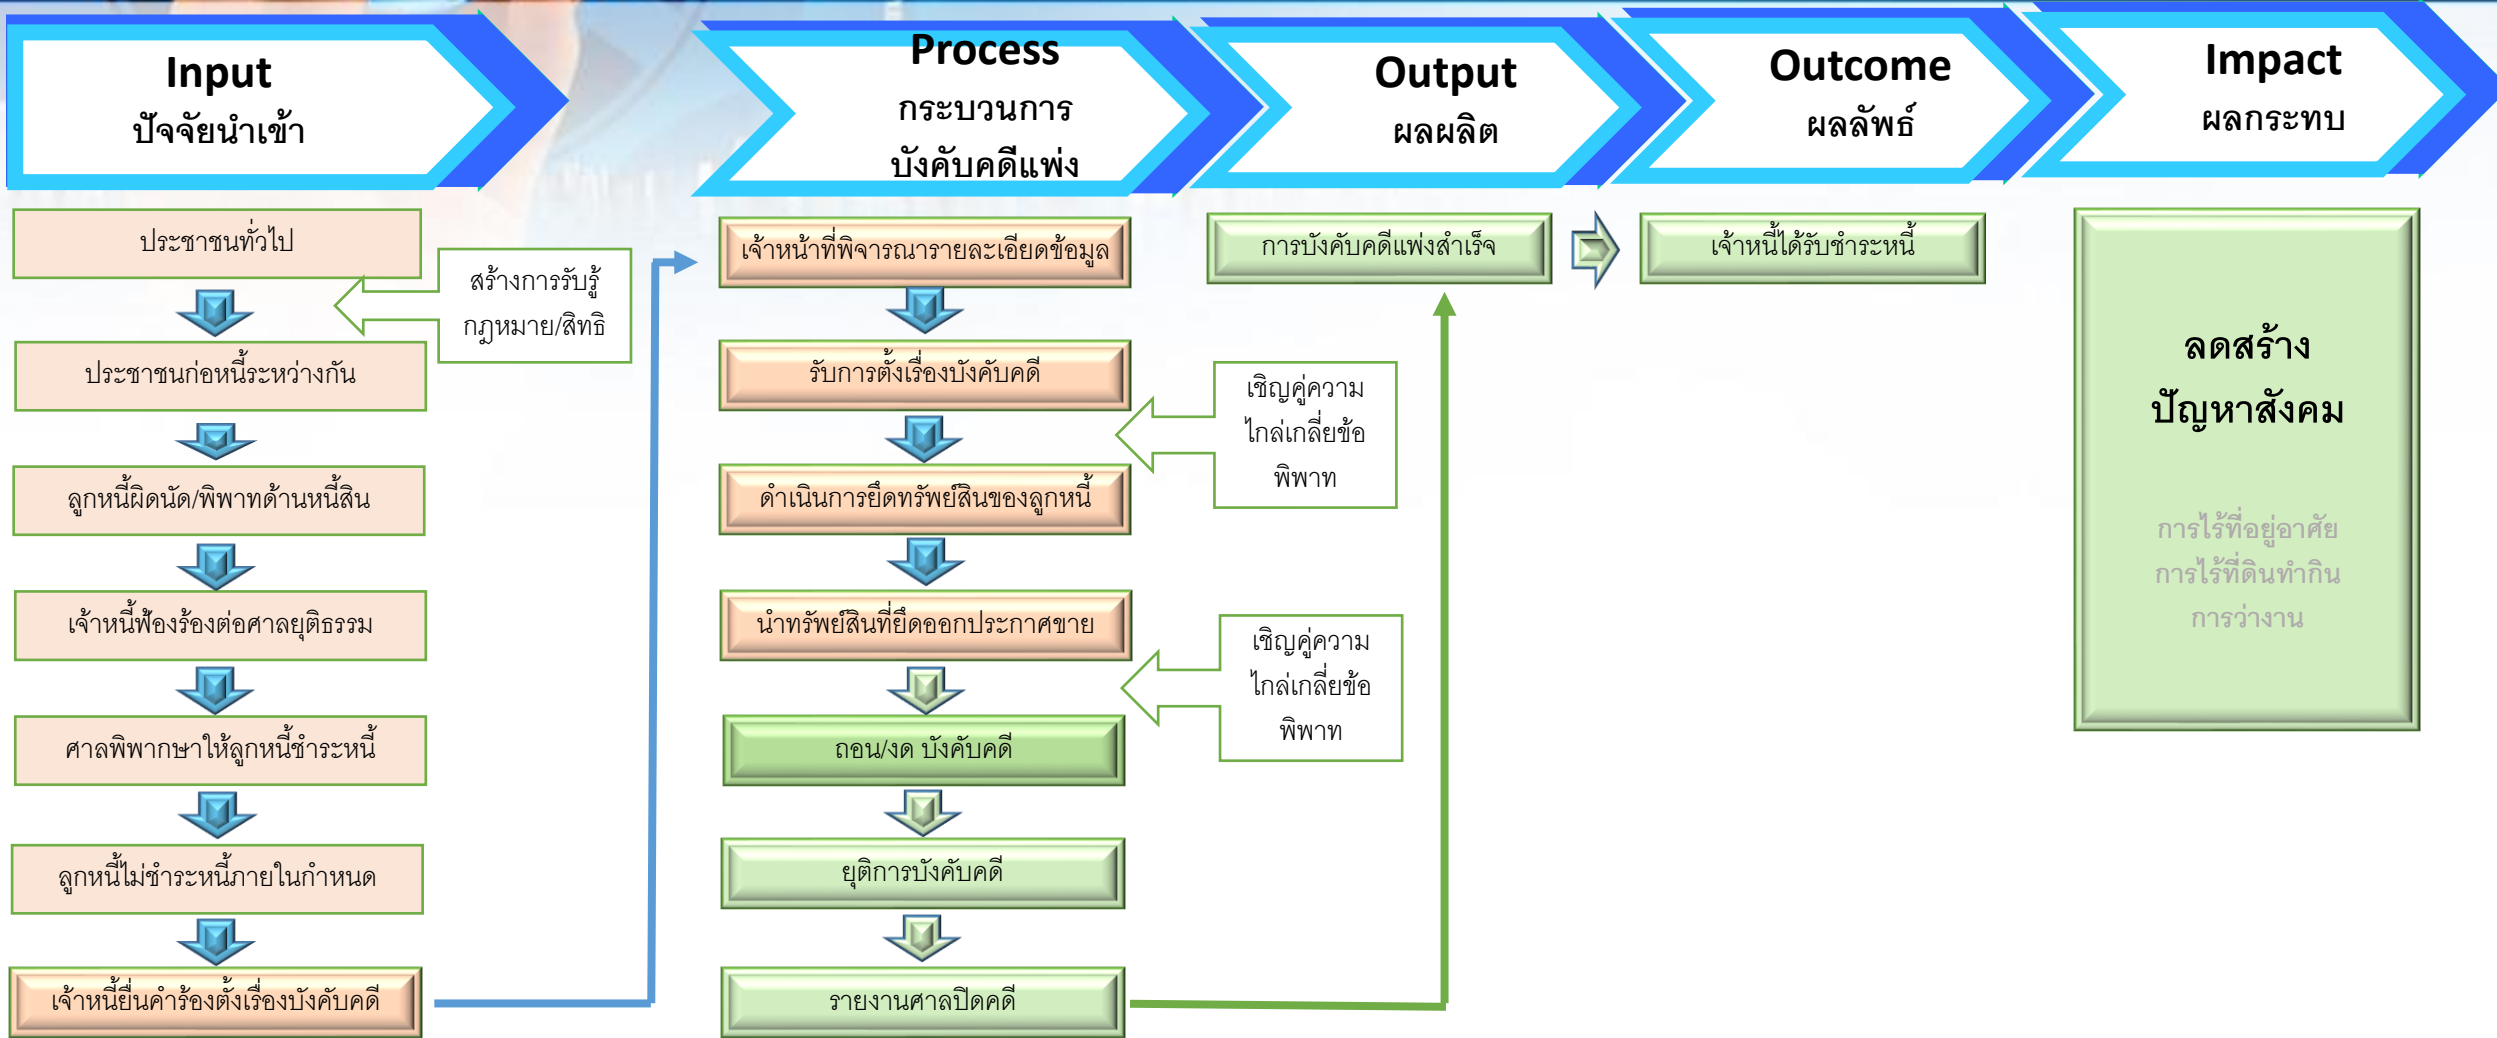 Input
ปัจจัยนำเข้า
Process
กระบวนการ
บังคับคดีแพ่ง
Output
ผลผลิต
Outcome
ผลลัพธ์
Impact
ผลกระทบ
ประชาชนทั่วไป
สร้างการรับรู้
กฎหมาย/สิทธิ
ประชาชนก่อหนี้ระหว่างกัน
ลูกหนี้ผิดนัด/พิพาทด้านหนี้สิน
เจ้าหนี้ฟ้องร้องต่อศาลยุติธรรม
ศาลพิพากษาให้ลูกหนี้ชำระหนี้
ลูกหนี้ไม่ชำระหนี้ภายในกำหนด
เจ้าหนี้ยื่นคำร้องตั้งเรื่องบังคับคดี
เจ้าหน้าที่พิจารณารายละเอียดข้อมูล
รับการตั้งเรื่องบังคับคดี
เชิญคู่ความ
ไกล่เกลี่ยข้อ
พิพาท
ดำเนินการยึดทรัพย์สินของลูกหนี้
นำทรัพย์สินที่ยึดออกประกาศขาย
เชิญคู่ความ
ไกล่เกลี่ยข้อ
พิพาท
ถอน/งด บังคับคดี
ยุติการบังคับคดี
รายงานศาลปิดคดี
การบังคับคดีแพ่งสำเร็จ
เจ้าหนี้ได้รับชำระหนี้
ลดสร้าง
ปัญหาสังคม
การไร้ที่อยู่อาศัย
การไร้ที่ดินทำกิน
การว่างาน